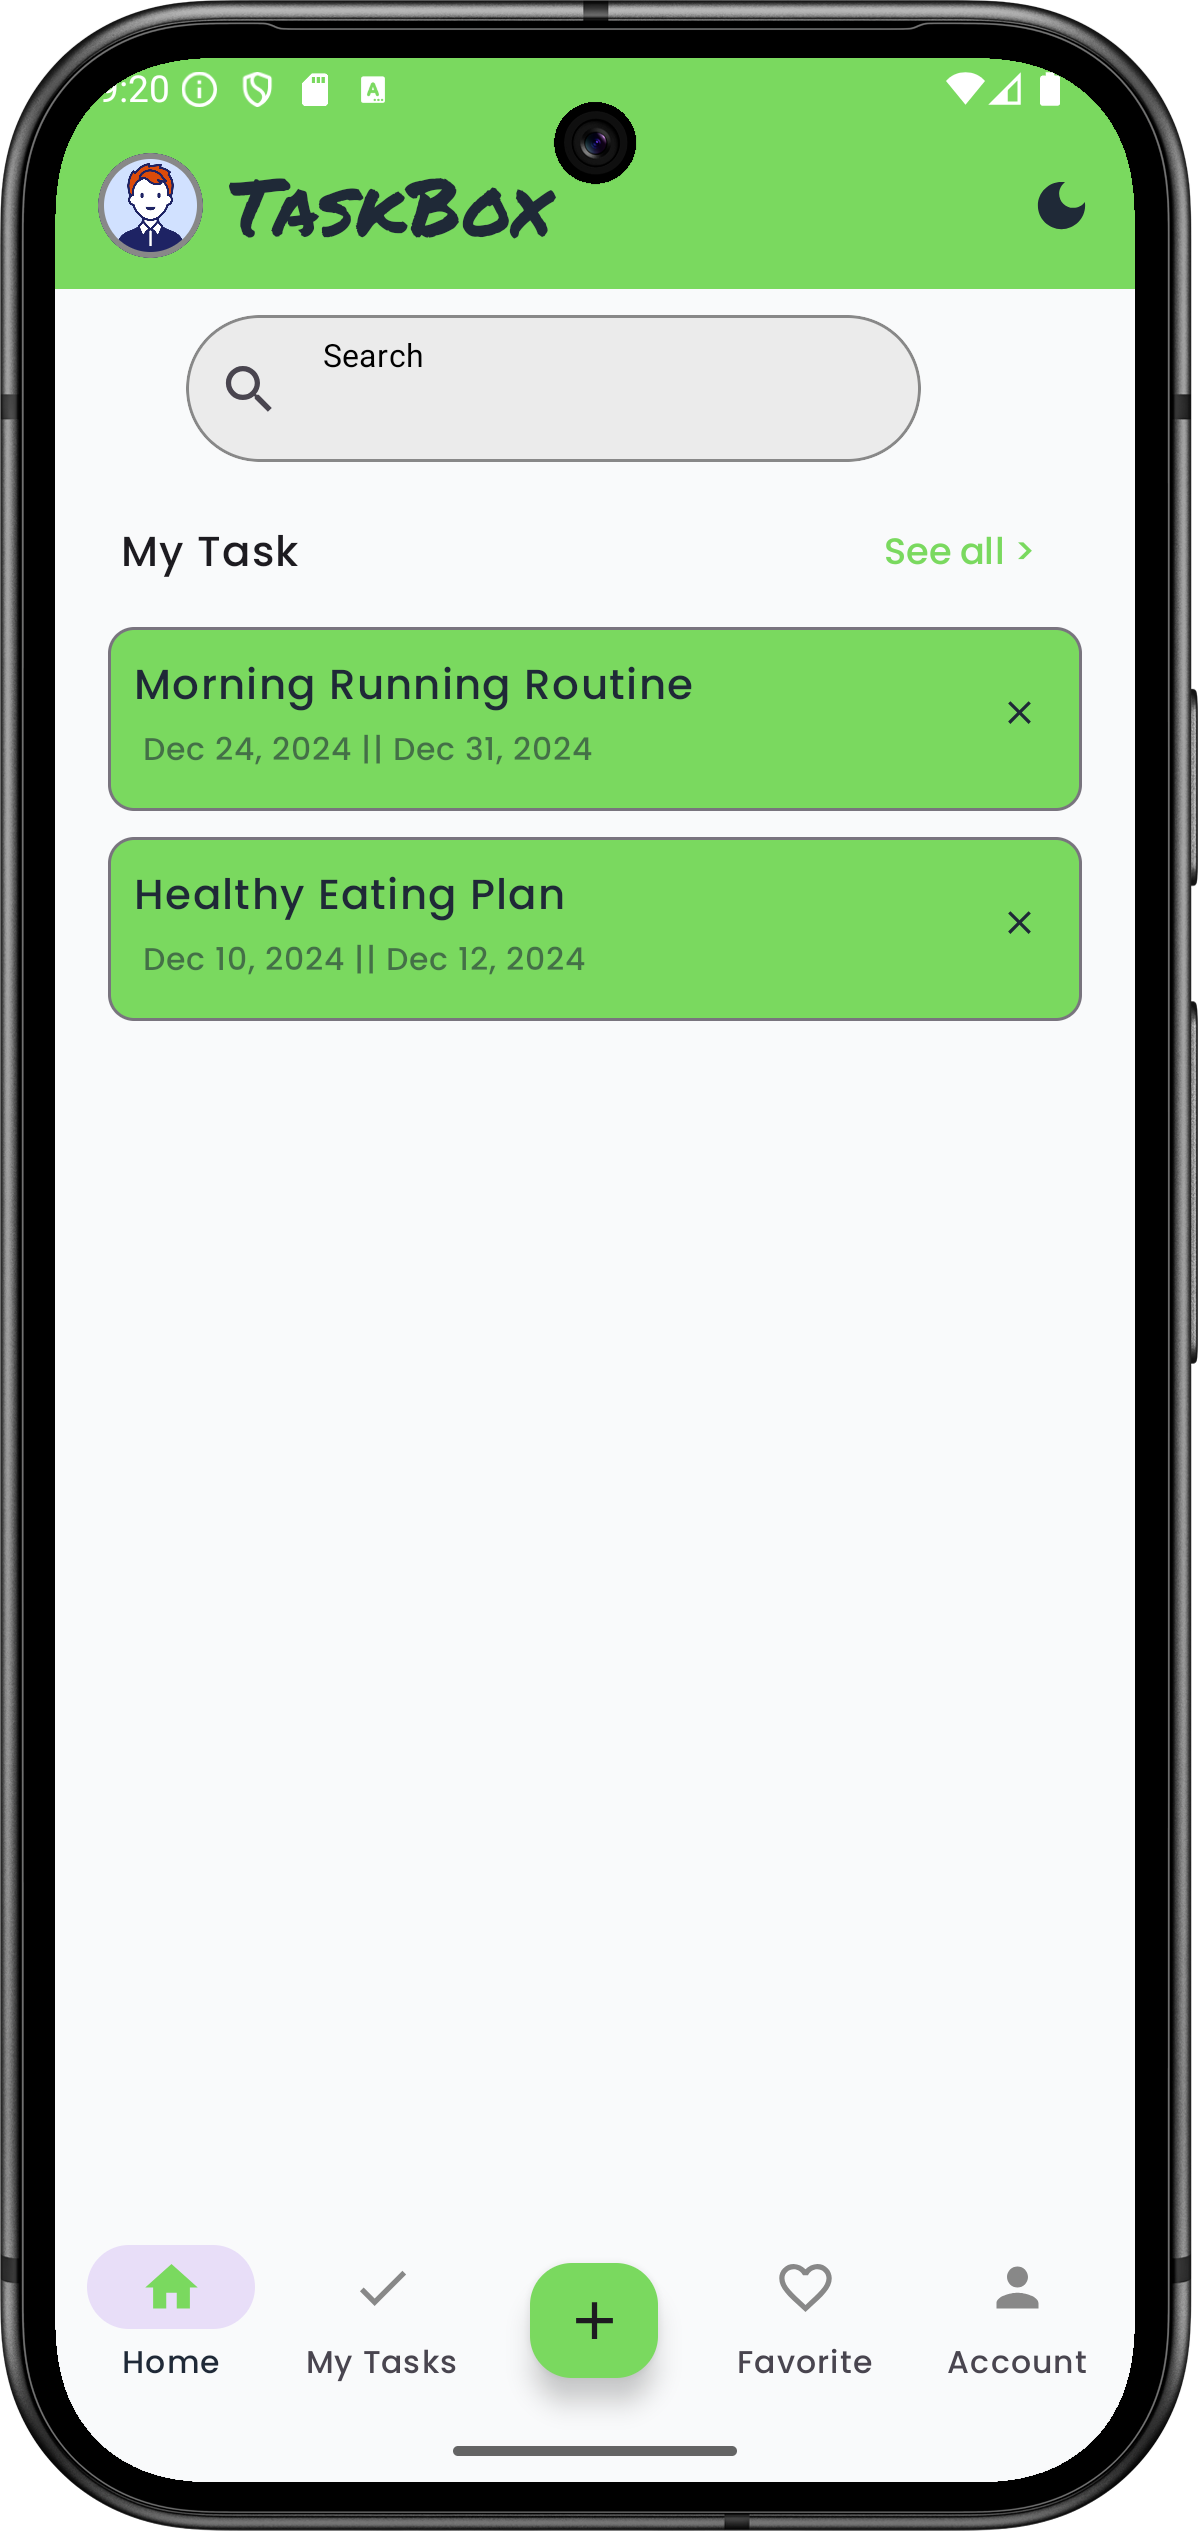 9:20
TaskBox
Search
My Task
See all >
Morning Running Routine
Dec 24, 2024 || Dec 31, 2024
Healthy Eating Plan
Dec 10, 2024 || Dec 12, 2024
Home
My Tasks
Favorite
Account